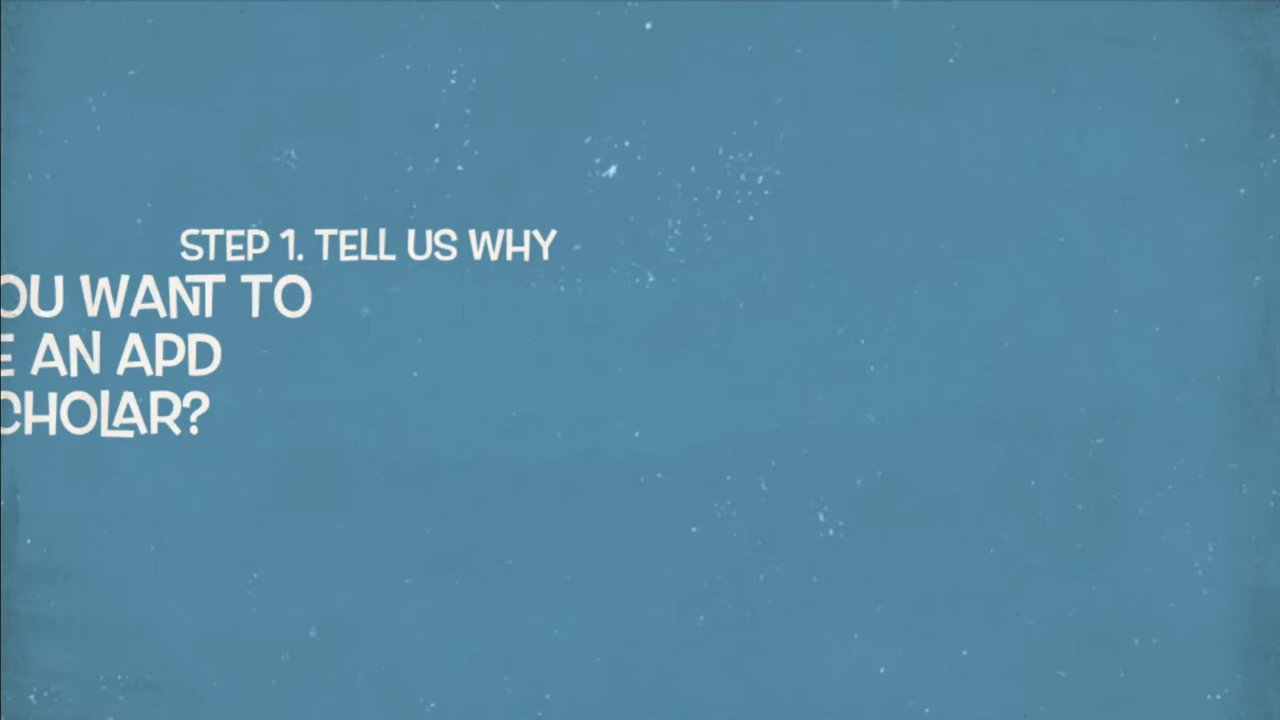 STEP 1. TELL US WHY
OU WANT TO
E AN APD
CHOLAR?